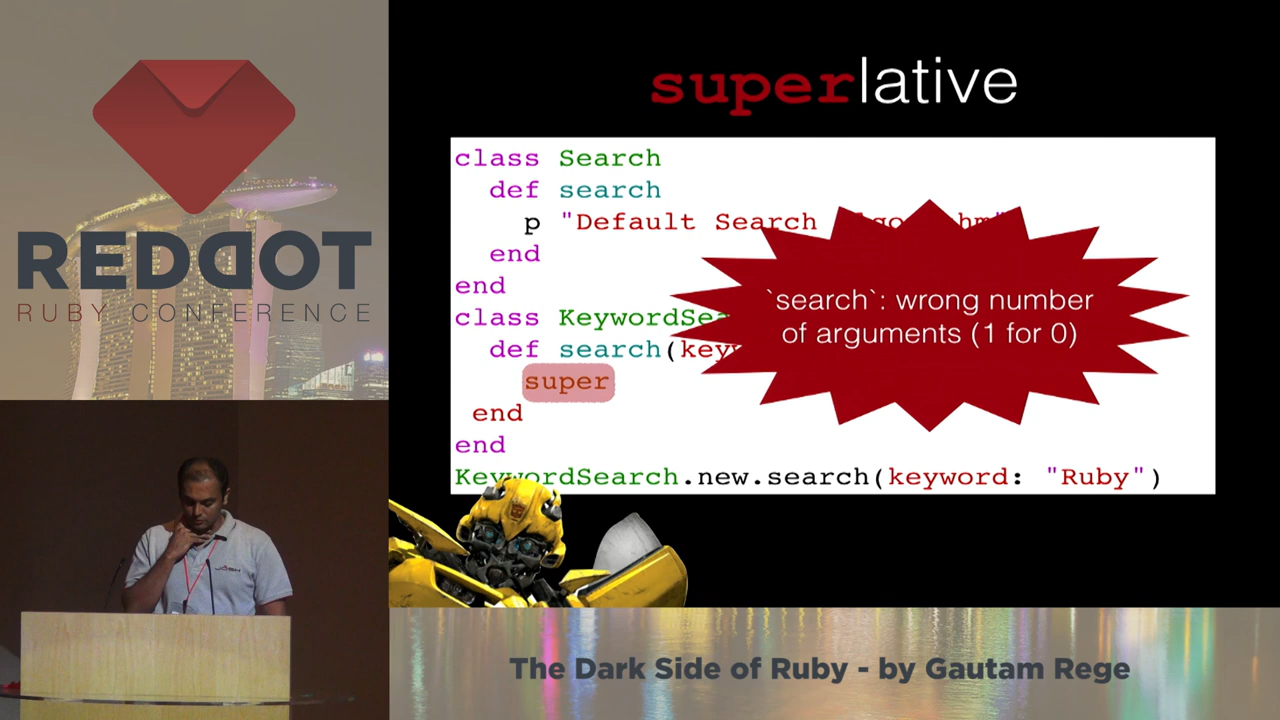 REDDOT
RUBY CONFERENCE
superlative
class Search
def search
p "Default Search
end
end
class KeywordSea
def search(key
super
end
end
KeywordSearch.new.search(keyword: "Ruby")
`search`: wrong number
of arguments (1 for 0)
JOSH
The Dark Side of Ruby - by Gautam Rege